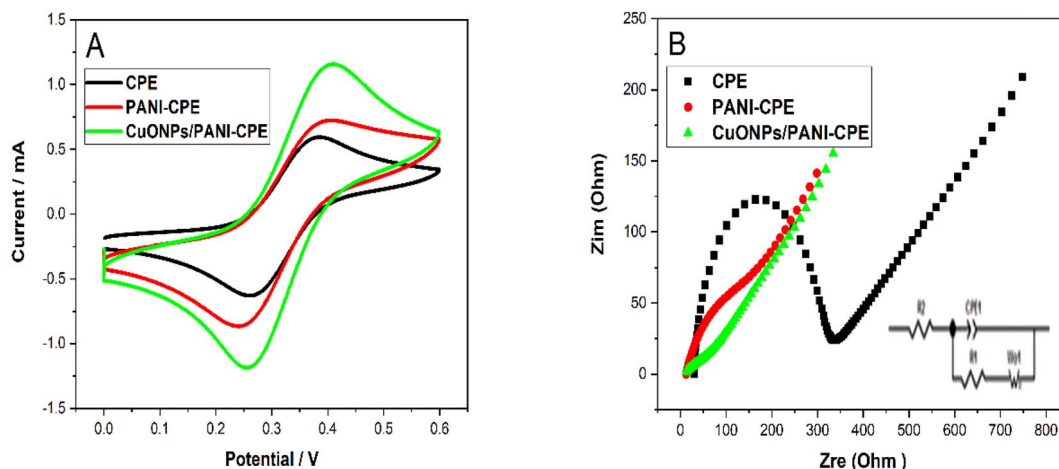 A
CPE
PANI-CPE
CuONPs/PANI-CPE
Current / mA
1.5
1.0
0.5
0.0
-0.5
-1.0
-1.5
0.0 0.1 0.2 0.3 0.4 0.5 0.6
Potential / V
B
CPE
PANI-CPE
CuONPs/PANI-CPE
Zim (Ohm)
250
200
150
100
50
0
R2
CPE1
R1
0 100 200 300 400 500 600 700 800
Zre (Ohm )